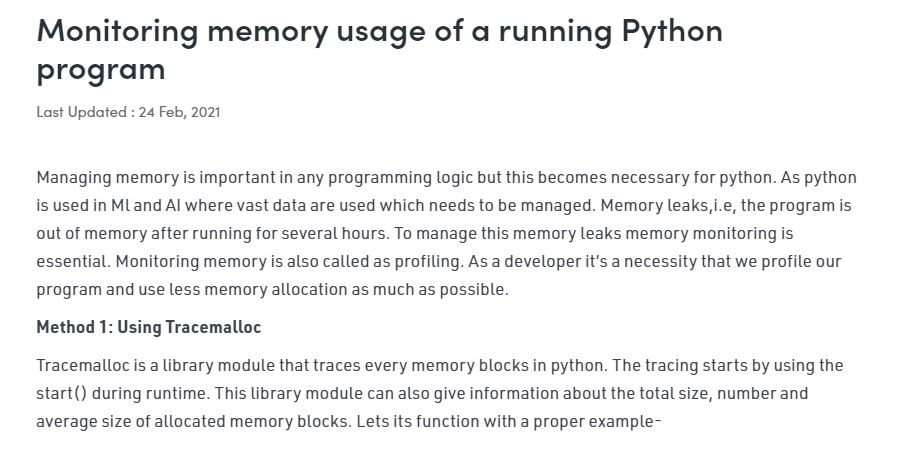 Monitoring memory usage of a running Python
program
Last Updated : 24 Feb, 2021
Managing memory is important in any programming logic but this becomes necessary for python. As python
is used in Ml and AI where vast data are used which needs to be managed. Memory leaks,i.e, the program is
out of memory after running for several hours. To manage this memory leaks memory monitoring is
essential. Monitoring memory is also called as profiling. As a developer it's a necessity that we profile our
program and use less memory allocation as much as possible.
Method 1: Using Tracemalloc
Tracemalloc is a library module that traces every memory blocks in python. The tracing starts by using the
start() during runtime. This library module can also give information about the total size, number and
average size of allocated memory blocks. Lets its function with a proper example-